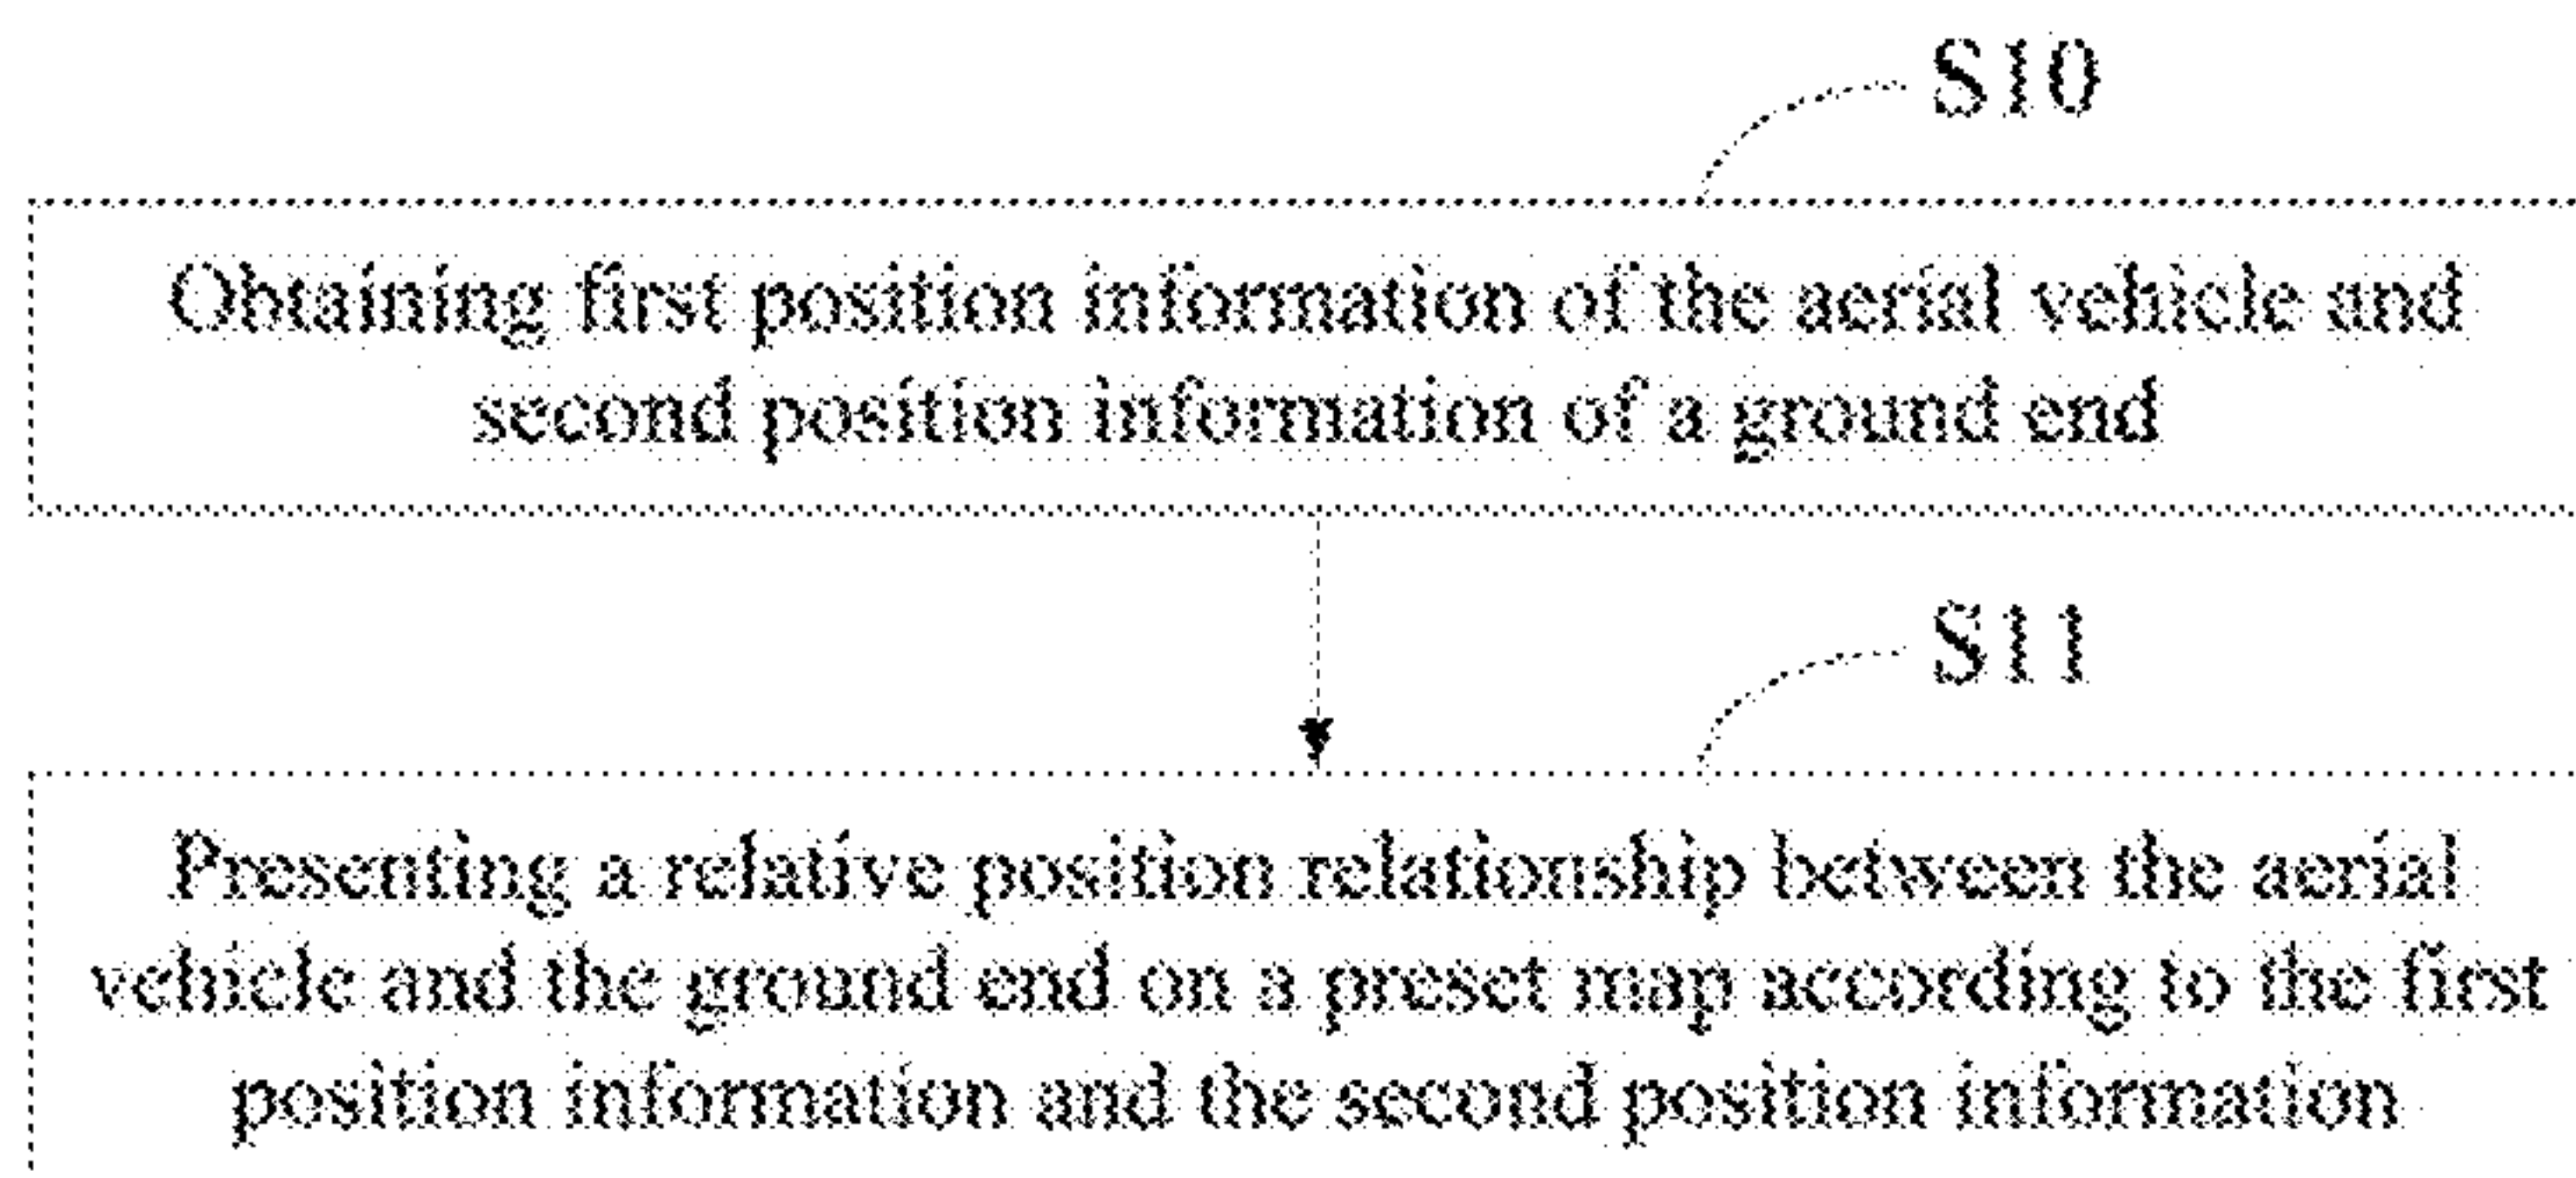 S10
Obtaining first position information of the aerial vehicle and
second position information of a ground end
S11
Presenting a relative position relationship between the aerial
vehicle and the ground end on a preset map according to the first
position information and the second position information